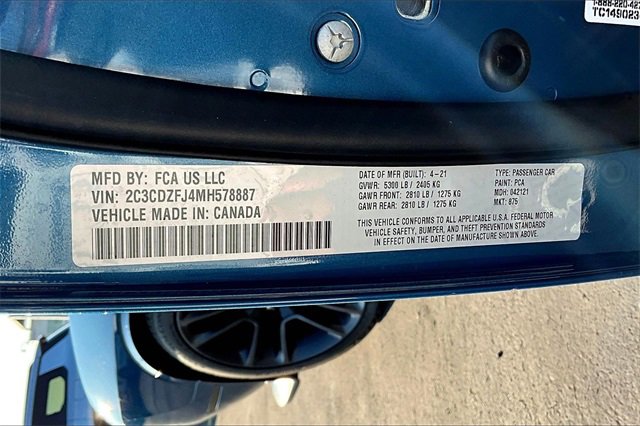 TC149023
MFD BY: FCA US LLC
VIN: 2C3CDZFJ4MH578887
VEHICLE MADE IN: CANADA
DATE OF MFR (BUILT): 4-21
GVWR: 5300 LB / 2405 KG
GAWR FRONT: 2810 LB / 1275 KG
GAWR REAR: 2810 LB / 1275 KG
TYPE: PASSENGER CAR
PAINT: PCA
MDH: 042121
MKT: 875
THIS VEHICLE CONFORMS TO ALL APPLICABLE U.S.A. FEDERAL MOTOR
VEHICLE SAFETY, BUMPER, AND THEFT PREVENTION STANDARDS
IN EFFECT ON THE DATE OF MANUFACTURE SHOWN ABOVE.